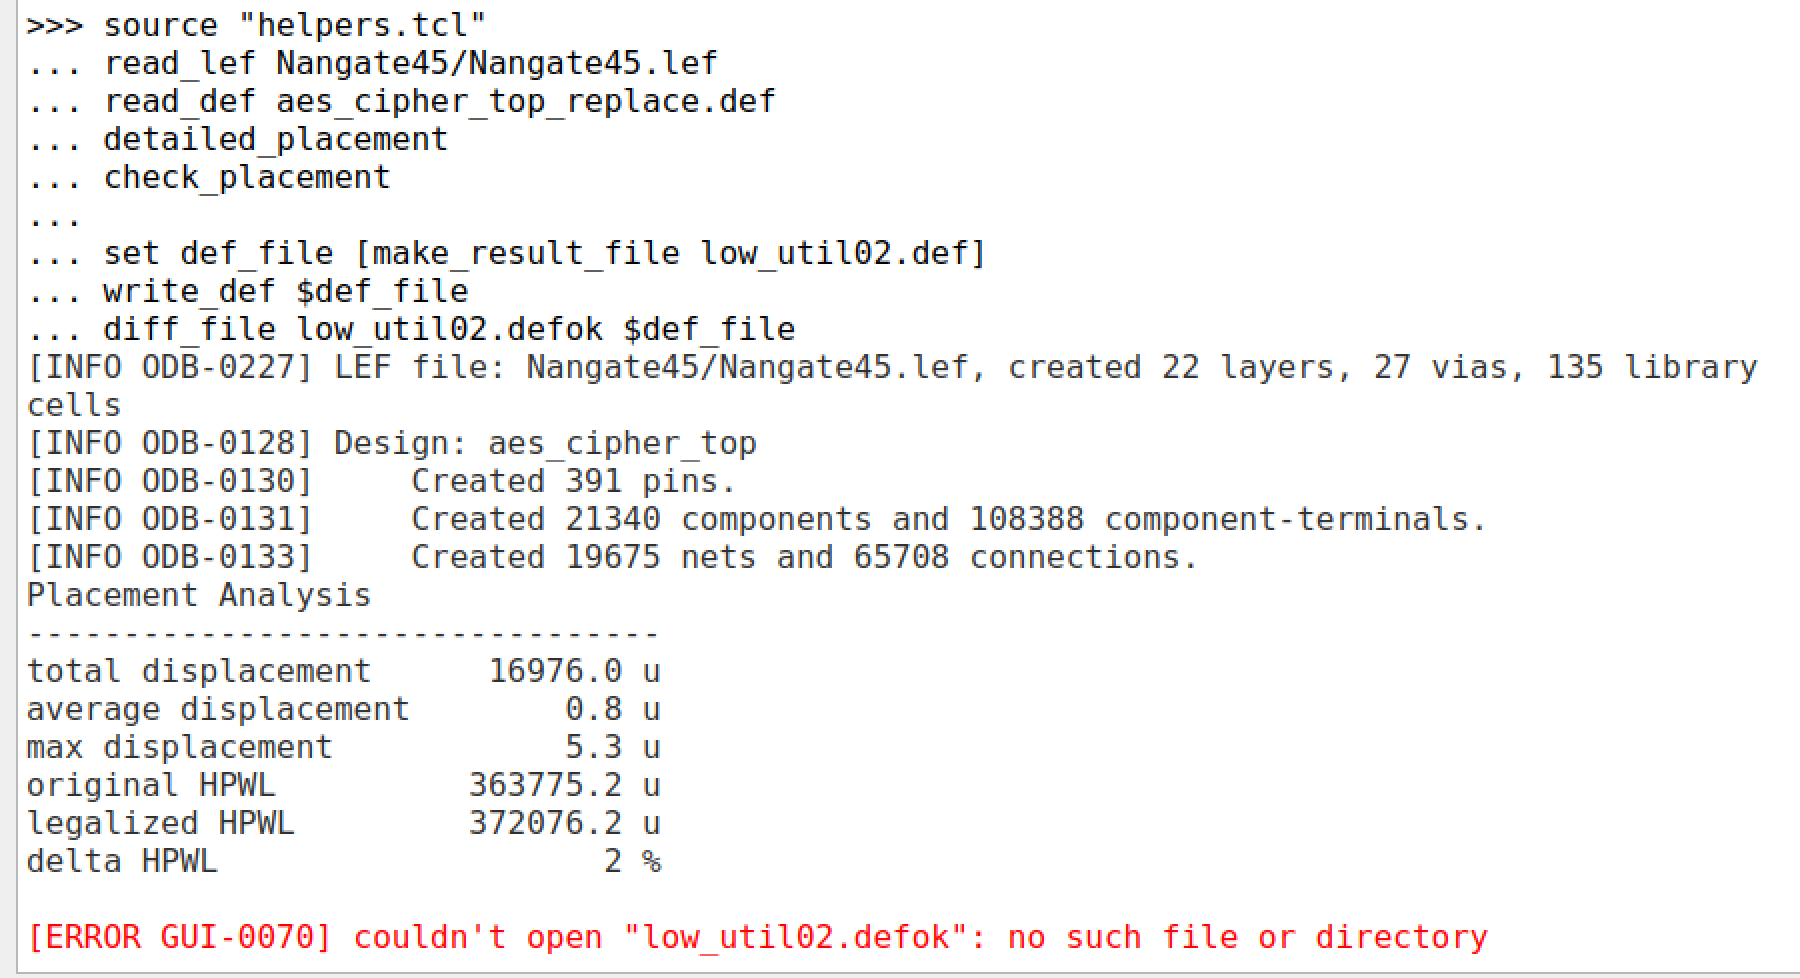 >>> source "helpers.tcl"
... read_lef Nangate45/Nangate45.lef
... read_def aes_cipher_top_replace.def
... detailed_placement
... check_placement
...
... set def_file [make_result_file low_util02.def]
... write_def $def_file
... diff_file low_util02.defok $def_file
[INFO ODB-0227] LEF file: Nangate45/Nangate45.lef, created 22 layers, 27 vias, 135 library
cells
[INFO ODB-0128] Design: aes_cipher_top
[INFO ODB-0130]     Created 391 pins.
[INFO ODB-0131]     Created 21340 components and 108388 component-terminals.
[INFO ODB-0133]     Created 19675 nets and 65708 connections.
Placement Analysis
---------------------------------
total displacement      16976.0 u
average displacement        0.8 u
max displacement            5.3 u
original HPWL          363775.2 u
legalized HPWL         372076.2 u
delta HPWL                    2 %
[ERROR GUI-0070] couldn't open "low_util02.defok": no such file or directory